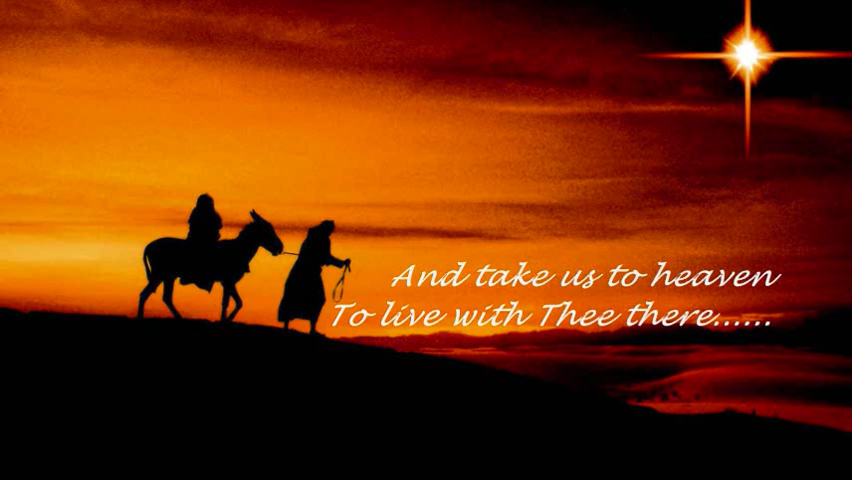 And take us to heaven
To live with Thee there......